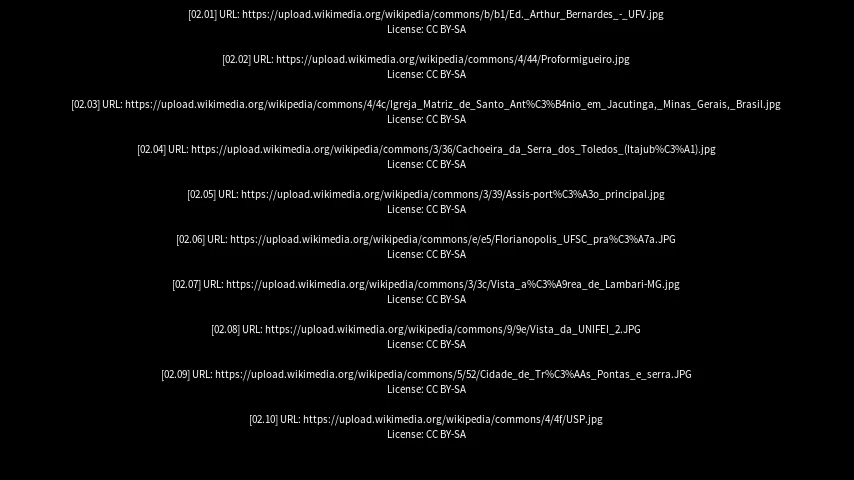 [02.01] URL: https://upload.wikimedia.org/wikipedia/commons/b/b1/Ed._Arthur_Bernardes_-_UFV.jpg
License: CC BY-SA
[02.02] URL: https://upload.wikimedia.org/wikipedia/commons/4/44/Proformigueiro.jpg
License: CC BY-SA
[02.03] URL: https://upload.wikimedia.org/wikipedia/commons/4/4c/Igreja_Matriz_de_Santo_Ant%C3%B4nio_em_Jacutinga,_Minas_Gerais,_Brasil.jpg
License: CC BY-SA
[02.04] URL: https://upload.wikimedia.org/wikipedia/commons/3/36/Cachoeira_da_Serra_dos_Toledos_(Itajub%C3%A1).jpg
License: CC BY-SA
[02.05] URL: https://upload.wikimedia.org/wikipedia/commons/3/39/Assis-port%C3%A3o_principal.jpg
License: CC BY-SA
[02.06] URL: https://upload.wikimedia.org/wikipedia/commons/e/e5/Florianopolis_UFSC_pra%C3%A7a.JPG
License: CC BY-SA
[02.07] URL: https://upload.wikimedia.org/wikipedia/commons/3/3c/Vista_a%C3%A9rea_de_Lambari-MG.jpg
License: CC BY-SA
[02.08] URL: https://upload.wikimedia.org/wikipedia/commons/9/9e/Vista_da_UNIFEI_2.JPG
License: CC BY-SA
[02.09] URL: https://upload.wikimedia.org/wikipedia/commons/5/52/Cidade_de_Tr%C3%AAs_Pontas_e_serra.JPG
License: CC BY-SA
[02.10] URL: https://upload.wikimedia.org/wikipedia/commons/4/4f/USP.jpg
License: CC BY-SA